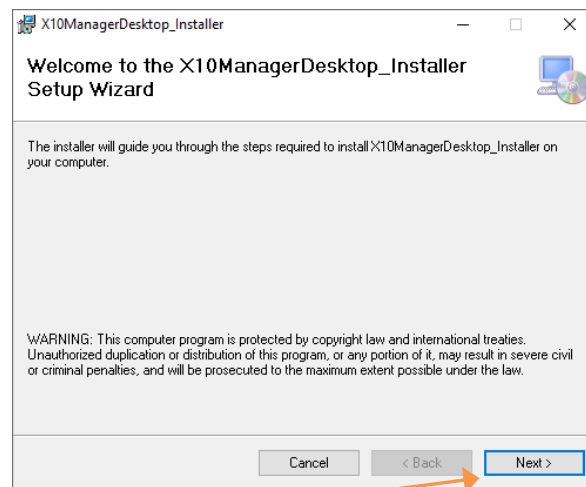 X10ManagerDesktop_Installer
Welcome to the X10ManagerDesktop_Installer
Setup Wizard
The installer will guide you through the steps required to install X10ManagerDesktop_Installer on
your computer.
WARNING: This computer program is protected by copyright law and international treaties.
Unauthorized duplication or distribution of this program, or any portion of it, may result in severe civil
or criminal penalties, and will be prosecuted to the maximum extent possible under the law.
Cancel < Back Next >